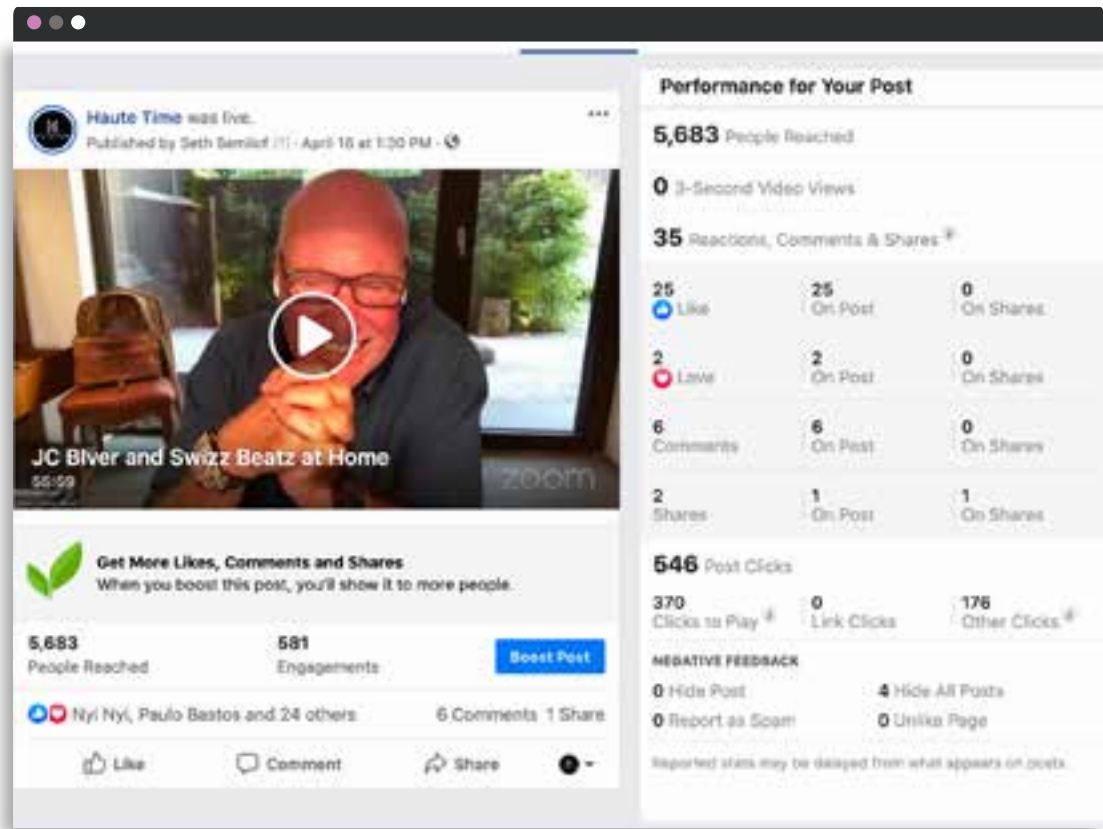 Haute Time was live.
Published by Seth Semilof · April 16 at 1:30 PM ·
JC BIver and Swizz Beatz at Home
55:59
zoom
Get More Likes, Comments and Shares
When you boost this post, you'll show it to more people.
5,683 581
People Reached Engagements
Boost Post
Nyi Nyi, Paulo Bastos and 24 others 6 Comments 1 Share
Like Comment Share
Performance for Your Post
5,683 People Reached
0 3-Second Video Views
35 Reactions, Comments & Shares
25 25 0
Like On Post On Shares
2 2 0
Love On Post On Shares
6 6 0
Comments On Post On Shares
2 1 1
Shares On Post On Shares
546 Post Clicks
370 0 176
Clicks to Play Link Clicks Other Clicks
NEGATIVE FEEDBACK
0 Hide Post 4 Hide All Posts
0 Report as Spam 0 Unlike Page
Reported stats may be delayed from what appears on posts.